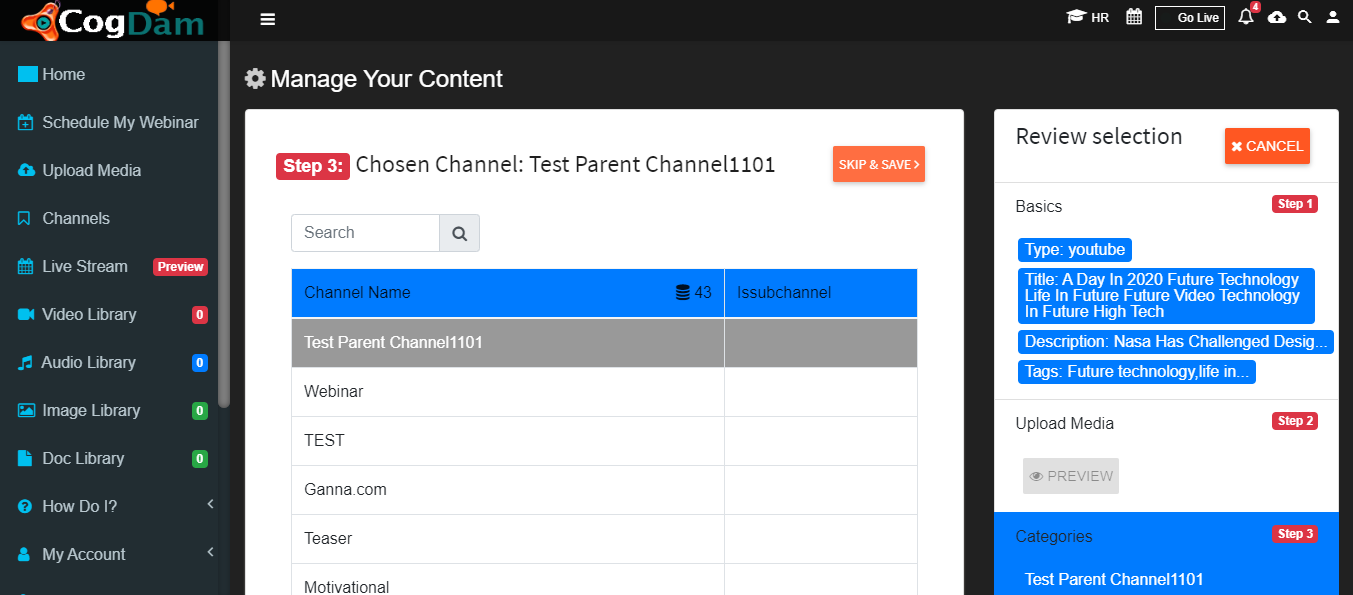 CogDam
HR
Go Live
4
Home
Schedule My Webinar
Upload Media
Channels
Live Stream Preview
Video Library 0
Audio Library 0
Image Library 0
Doc Library 0
How Do I?
My Account
Manage Your Content
Step 3: Chosen Channel: Test Parent Channel1101
SKIP & SAVE
Search
Channel Name 43 Issubchannel
Test Parent Channel1101
Webinar
TEST
Ganna.com
Teaser
Motivational
Review selection
CANCEL
Basics Step 1
Type: youtube
Title: A Day In 2020 Future Technology
Life In Future Future Video Technology
In Future High Tech
Description: Nasa Has Challenged Desig...
Tags: Future technology,life in...
Upload Media Step 2
PREVIEW
Categories Step 3
Test Parent Channel1101